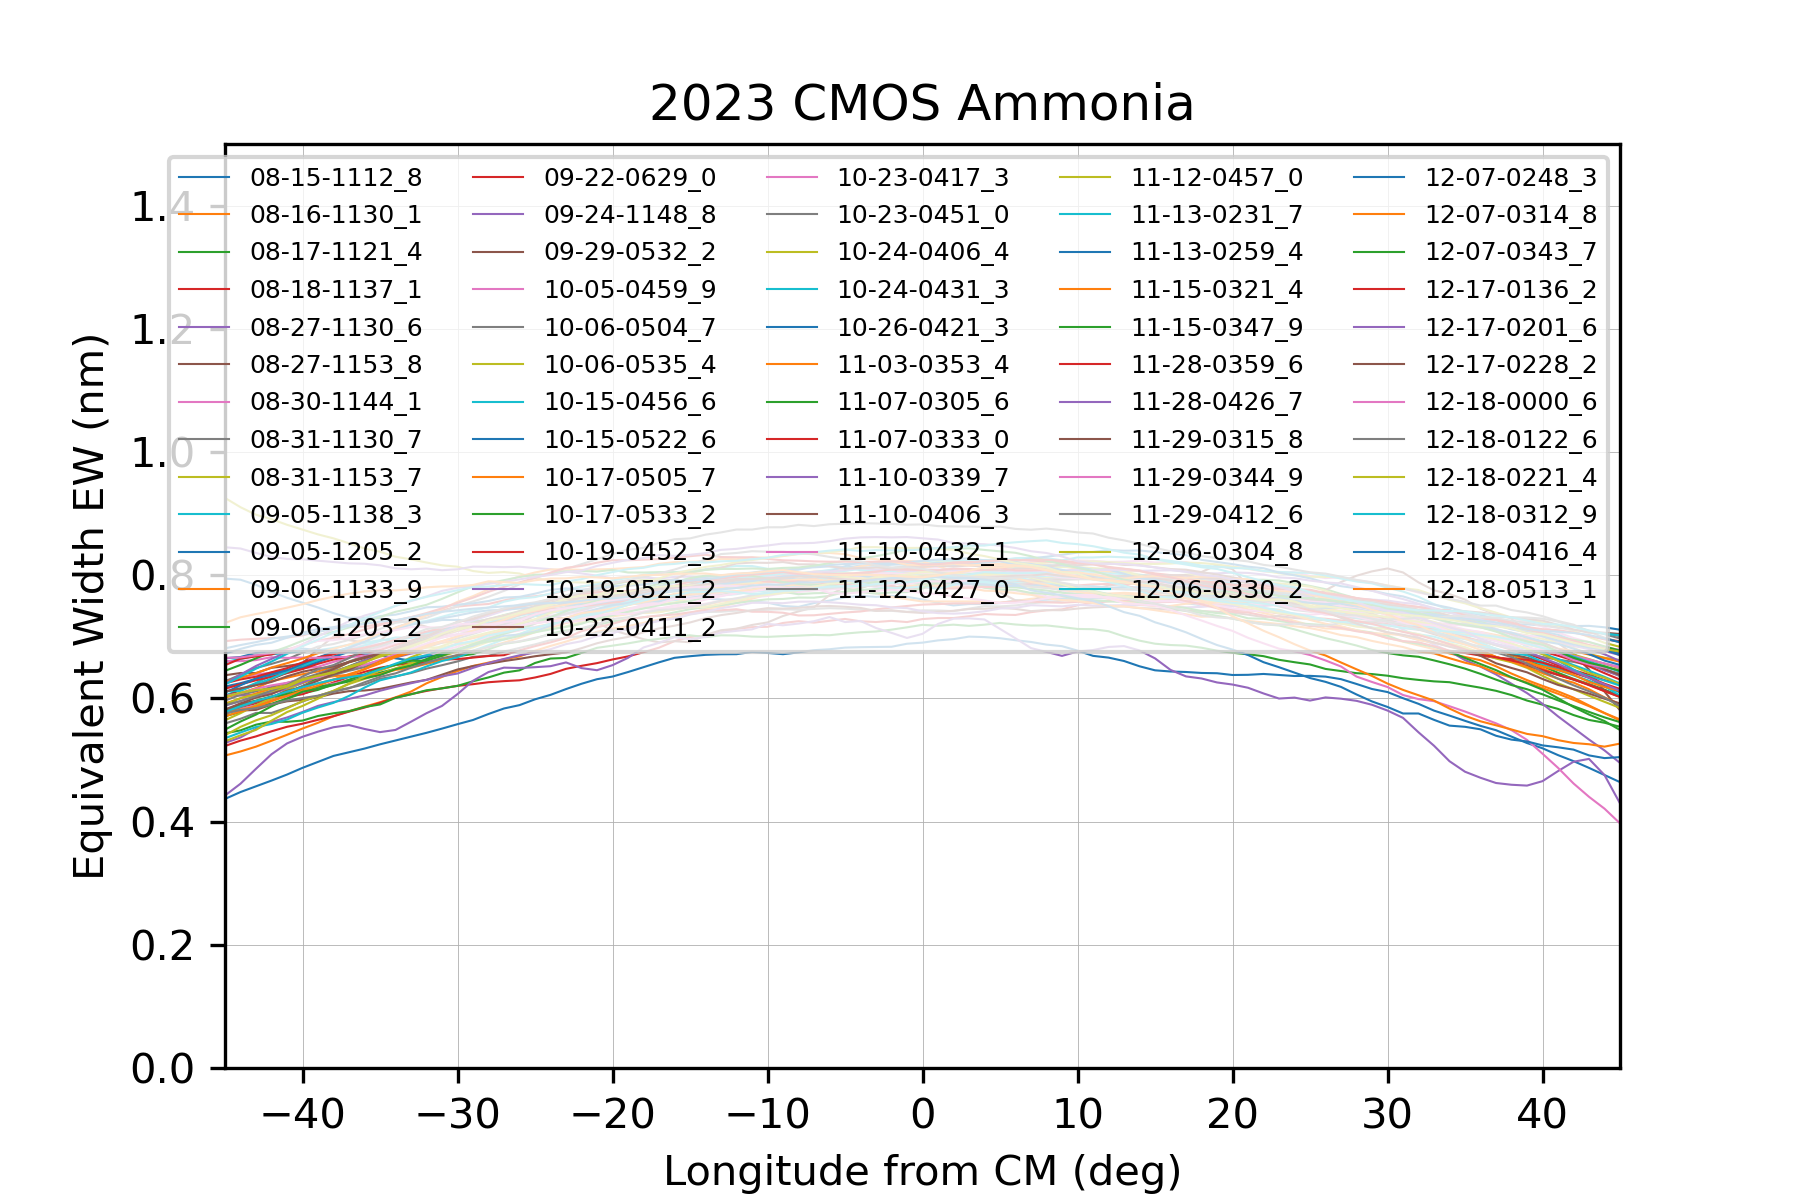 2023 CMOS Ammonia
Equivalent Width EW (nm)
1.4
1.2
1.0
0.8
0.6
0.4
0.2
0.0
08-15-1112_8 09-22-0629_0 10-23-0417_3 11-12-0457_0 12-07-0248_3
08-16-1130_1 09-24-1148_8 10-23-0451_0 11-13-0231_7 12-07-0314_8
08-17-1121_4 09-29-0532_2 10-24-0406_4 11-13-0259_4 12-07-0343_7
08-18-1137_1 10-05-0459_9 10-24-0431_3 11-15-0321_4 12-17-0136_2
08-27-1130_6 10-06-0504_7 10-26-0421_3 11-15-0347_9 12-17-0201_6
08-27-1153_8 10-06-0535_4 11-03-0353_4 11-28-0359_6 12-17-0228_2
08-30-1144_1 10-15-0456_6 11-07-0305_6 11-28-0426_7 12-18-0000_6
08-31-1130_7 10-15-0522_6 11-07-0333_0 11-29-0315_8 12-18-0122_6
08-31-1153_7 10-17-0505_7 11-10-0339_7 11-29-0344_9 12-18-0221_4
09-05-1138_3 10-17-0533_2 11-10-0406_3 11-29-0412_6 12-18-0312_9
09-05-1205_2 10-19-0452_3 11-10-0432_1 12-06-0304_8 12-18-0416_4
09-06-1133_9 10-19-0521_2 11-12-0427_0 12-06-0330_2 12-18-0513_1
09-06-1203_2 10-22-0411_2
−40 −30 −20 −10 0 10 20 30 40
Longitude from CM (deg)